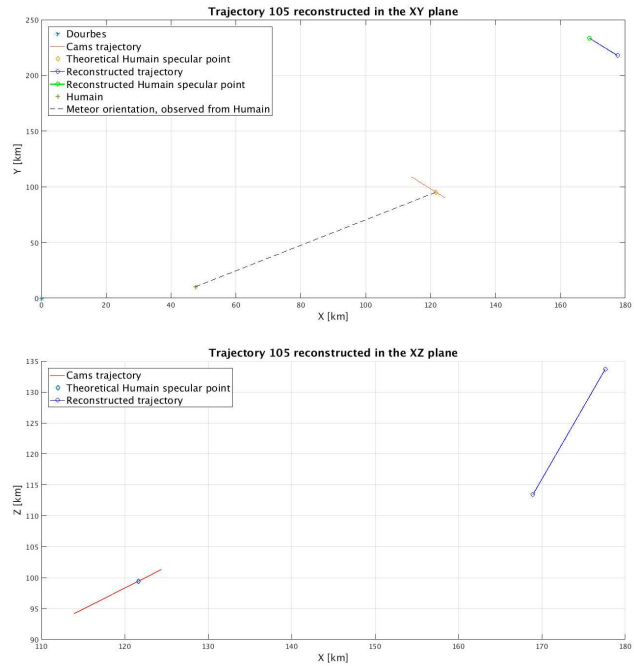 Trajectory 105 reconstructed in the XY plane
250
200
150
100
50
0
Y [km]
Dourbes
Cams trajectory
Theoretical Humain specular point
Reconstructed trajectory
Reconstructed Humain specular point
Humain
Meteor orientation, observed from Humain
0 20 40 60 80 100 120 140 160 180
X [km]
Trajectory 105 reconstructed in the XZ plane
135
130
125
120
115
110
105
100
95
90
Z [km]
Cams trajectory
Theoretical Humain specular point
Reconstructed trajectory
110 120 130 140 150 160 170 180
X [km]